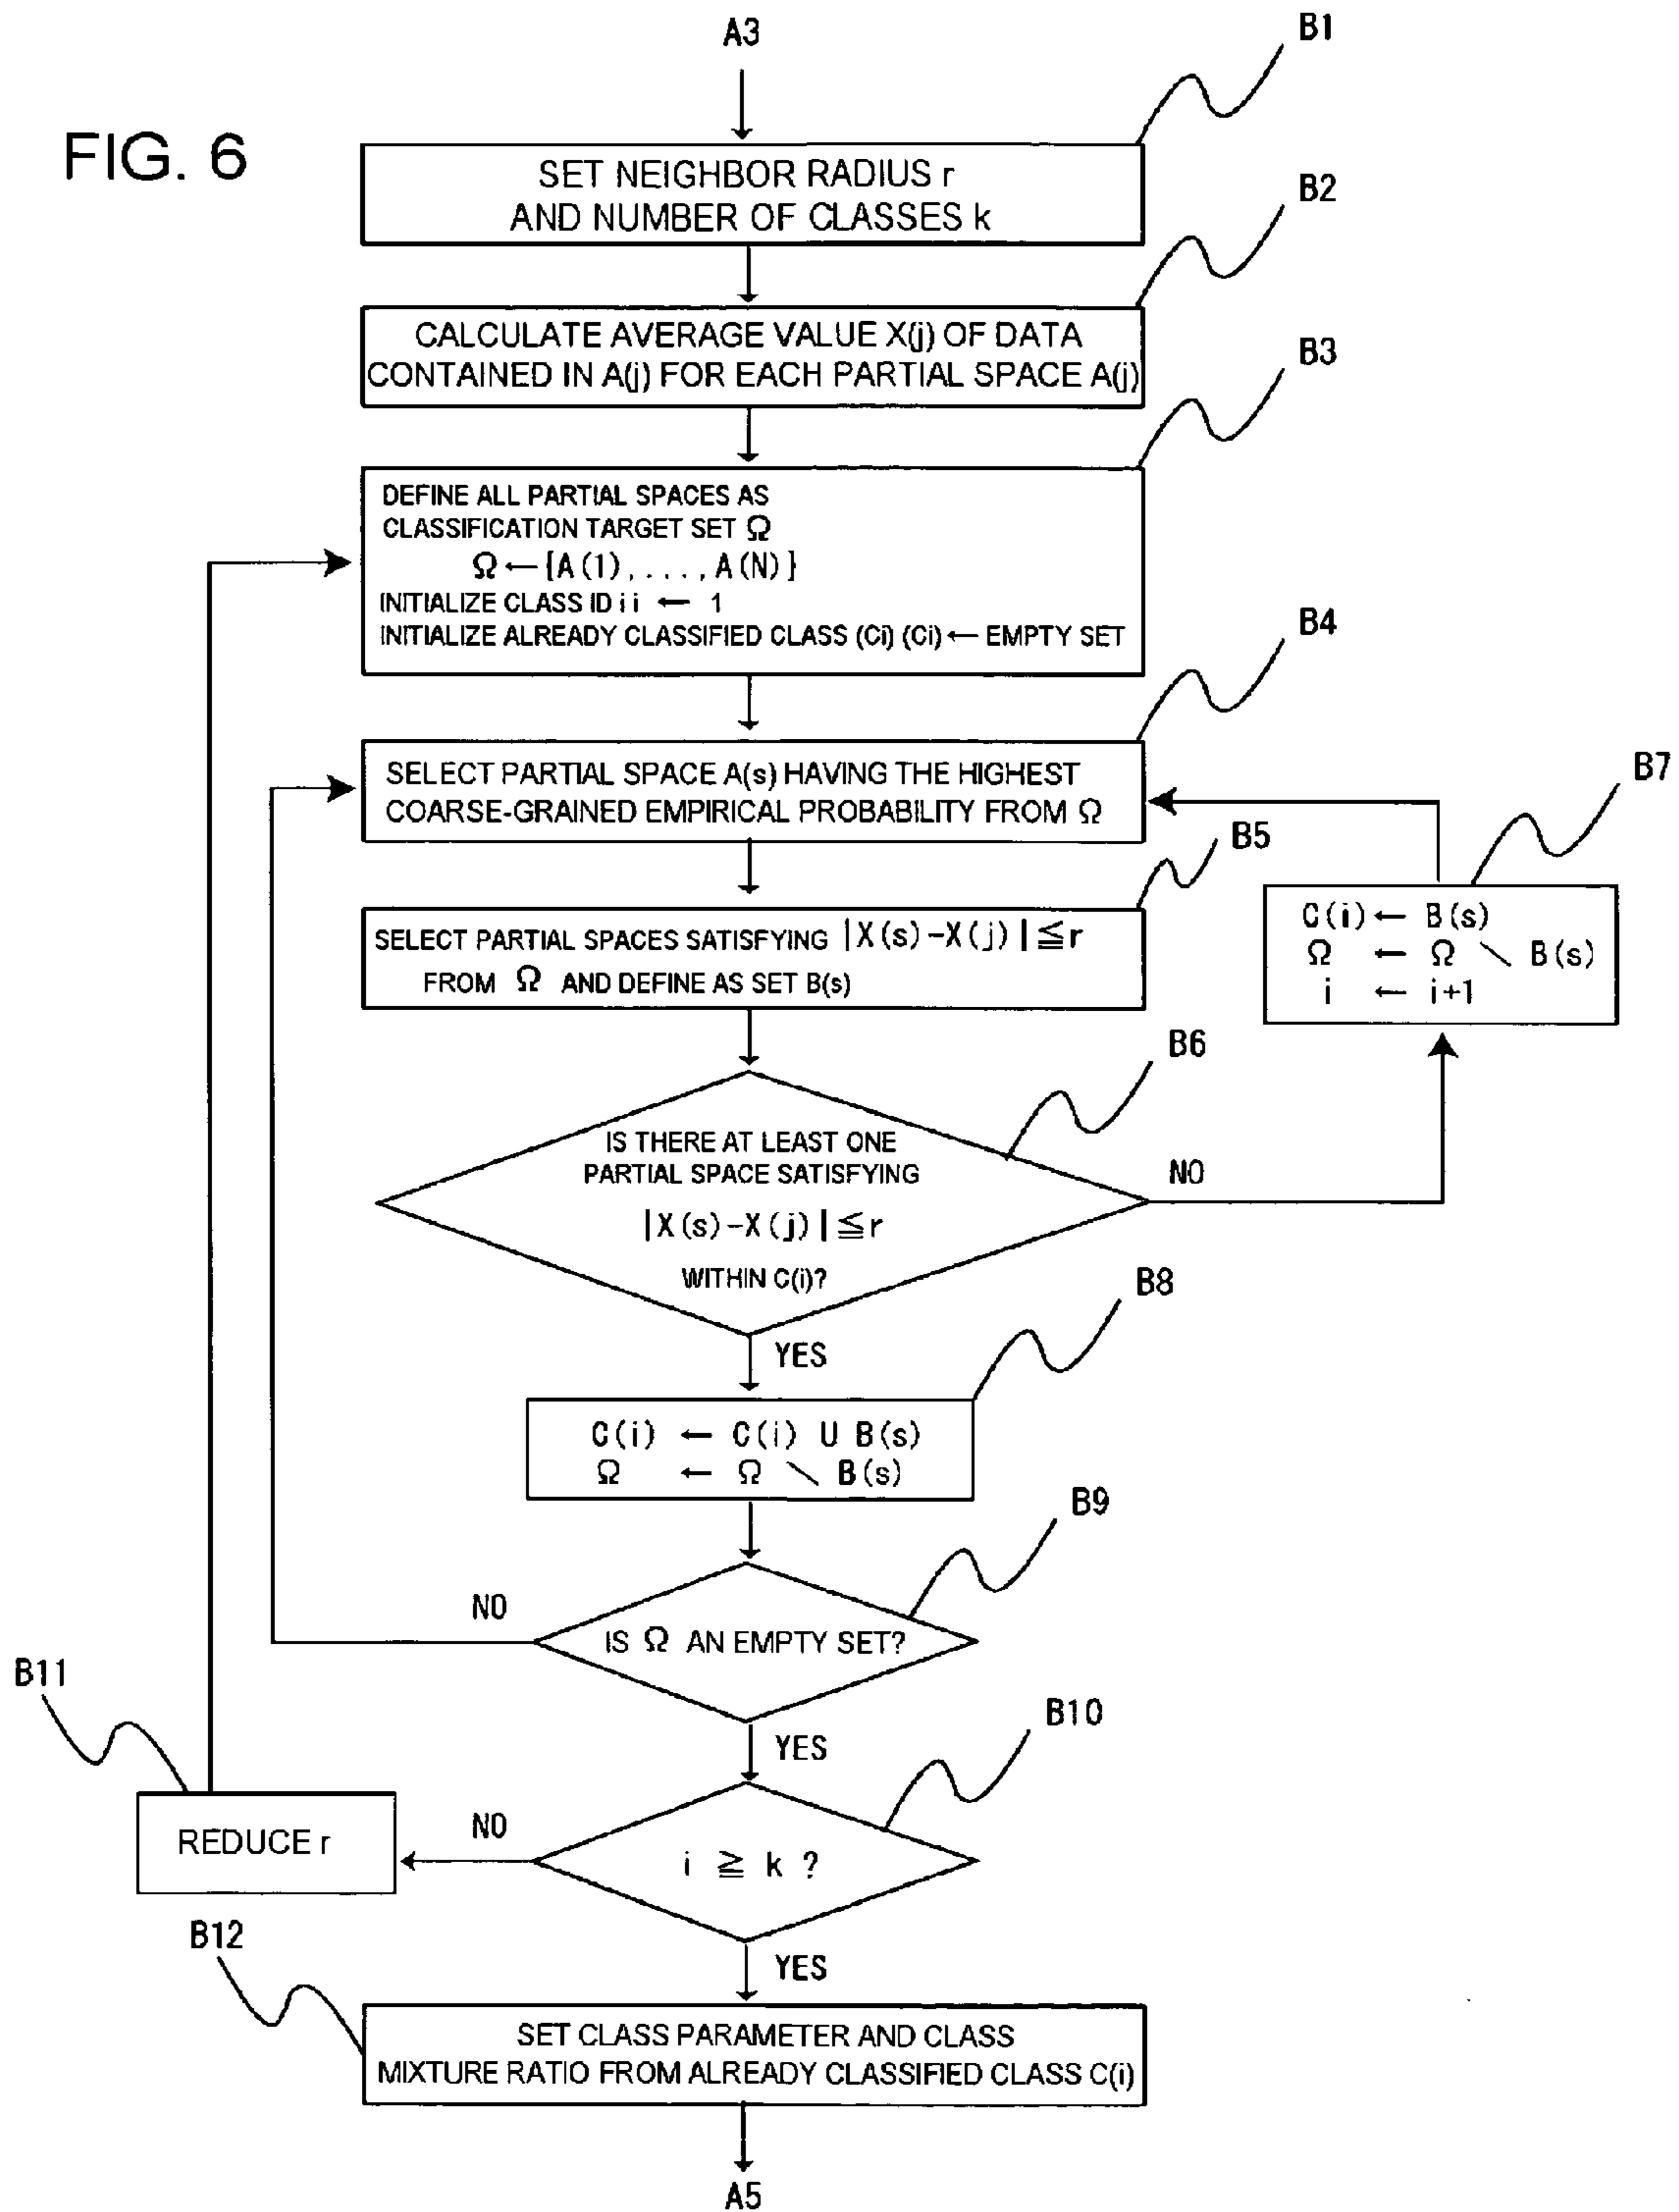 A3
B1
FIG. 6
SET NEIGHBOR RADIUS r
AND NUMBER OF CLASSES k
B2
CALCULATE AVERAGE VALUE X(j) OF DATA
CONTAINED IN A(j) FOR EACH PARTIAL SPACE A(j)
B3
DEFINE ALL PARTIAL SPACES AS
CLASSIFICATION TARGET SET Ω
Ω ← {A(1), ..., A(N)}
INITIALIZE CLASS ID i i ← 1
INITIALIZE ALREADY CLASSIFIED CLASS (Ci) (Ci) ← EMPTY SET
B4
SELECT PARTIAL SPACE A(s) HAVING THE HIGHEST
COARSE-GRAINED EMPIRICAL PROBABILITY FROM Ω
B7
C(i) ← B(s)
Ω ← Ω \ B(s)
i ← i+1
B5
SELECT PARTIAL SPACES SATISFYING |X(s)-X(j)| ≦ r
FROM Ω AND DEFINE AS SET B(s)
B6
IS THERE AT LEAST ONE
PARTIAL SPACE SATISFYING
|X(s)-X(j)| ≦ r
WITHIN C(i)?
NO
YES
B8
C(i) ← C(i) U B(s)
Ω ← Ω \ B(s)
B9
IS Ω AN EMPTY SET?
NO
YES
B10
i ≧ k ?
NO
B11
REDUCE r
YES
B12
SET CLASS PARAMETER AND CLASS
MIXTURE RATIO FROM ALREADY CLASSIFIED CLASS C(i)
A5